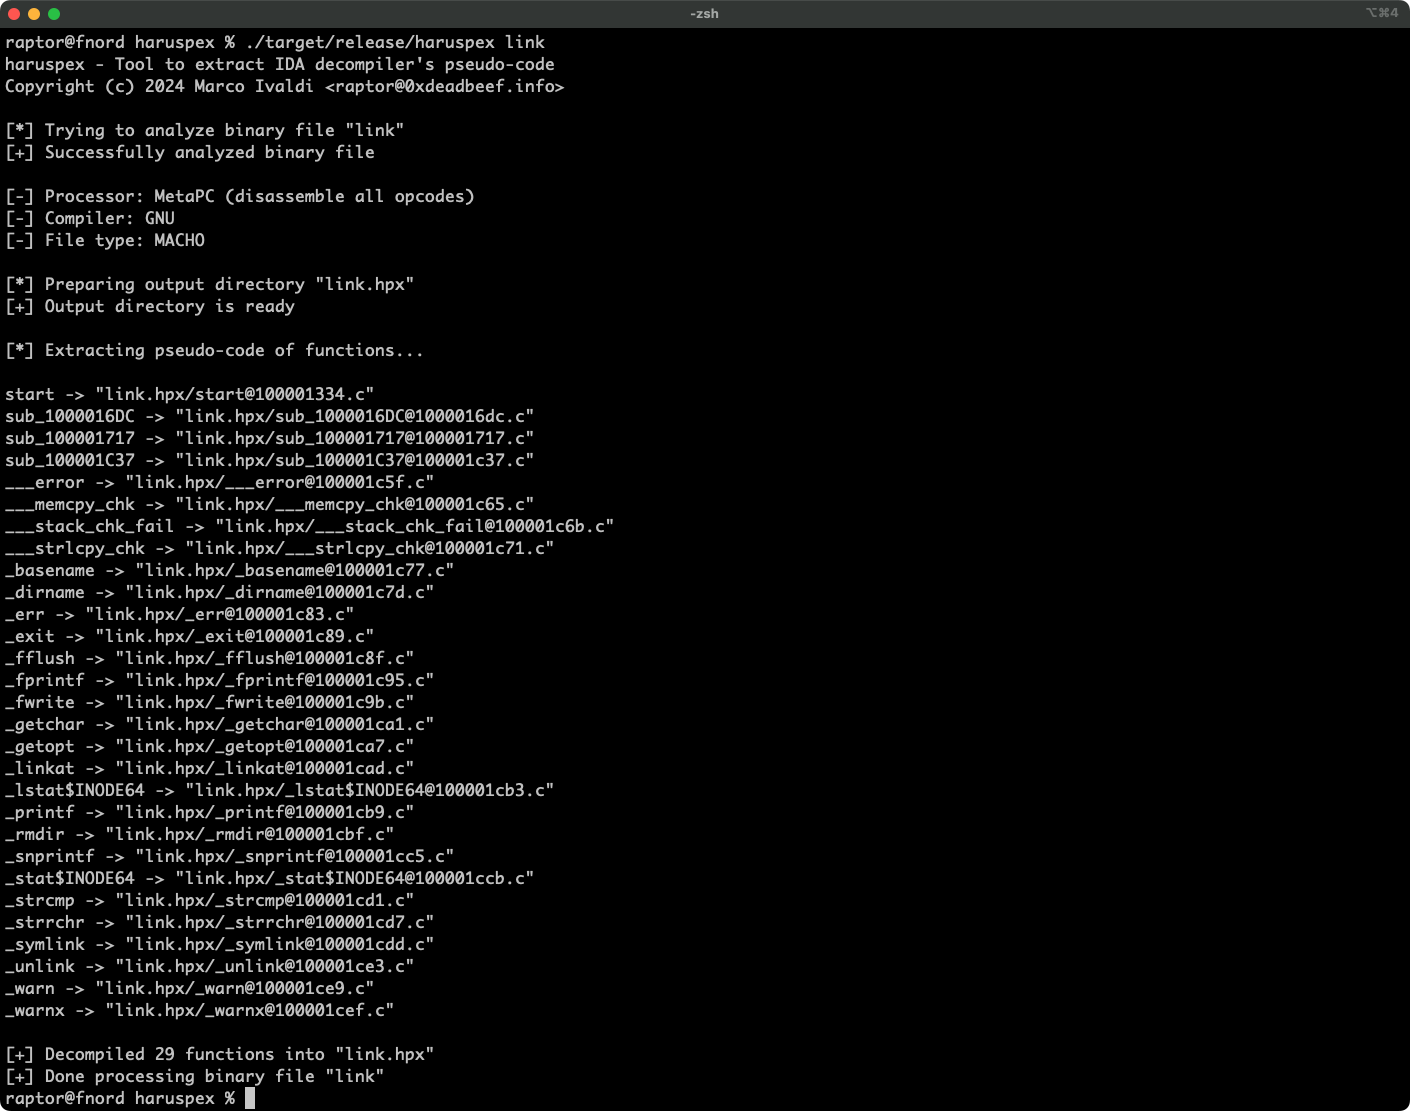 -zsh
⌥⌘4
raptor@fnord haruspex % ./target/release/haruspex link
haruspex - Tool to extract IDA decompiler's pseudo-code
Copyright (c) 2024 Marco Ivaldi <raptor@0xdeadbeef.info>
[*] Trying to analyze binary file "link"
[+] Successfully analyzed binary file
[-] Processor: MetaPC (disassemble all opcodes)
[-] Compiler: GNU
[-] File type: MACHO
[*] Preparing output directory "link.hpx"
[+] Output directory is ready
[*] Extracting pseudo-code of functions...
start -> "link.hpx/start@100001334.c"
sub_1000016DC -> "link.hpx/sub_1000016DC@1000016dc.c"
sub_100001717 -> "link.hpx/sub_100001717@100001717.c"
sub_100001C37 -> "link.hpx/sub_100001C37@100001c37.c"
___error -> "link.hpx/___error@100001c5f.c"
___memcpy_chk -> "link.hpx/___memcpy_chk@100001c65.c"
___stack_chk_fail -> "link.hpx/___stack_chk_fail@100001c6b.c"
___strlcpy_chk -> "link.hpx/___strlcpy_chk@100001c71.c"
_basename -> "link.hpx/_basename@100001c77.c"
_dirname -> "link.hpx/_dirname@100001c7d.c"
_err -> "link.hpx/_err@100001c83.c"
_exit -> "link.hpx/_exit@100001c89.c"
_fflush -> "link.hpx/_fflush@100001c8f.c"
_fprintf -> "link.hpx/_fprintf@100001c95.c"
_fwrite -> "link.hpx/_fwrite@100001c9b.c"
_getchar -> "link.hpx/_getchar@100001ca1.c"
_getopt -> "link.hpx/_getopt@100001ca7.c"
_linkat -> "link.hpx/_linkat@100001cad.c"
_lstat$INODE64 -> "link.hpx/_lstat$INODE64@100001cb3.c"
_printf -> "link.hpx/_printf@100001cb9.c"
_rmdir -> "link.hpx/_rmdir@100001cbf.c"
_snprintf -> "link.hpx/_snprintf@100001cc5.c"
_stat$INODE64 -> "link.hpx/_stat$INODE64@100001ccb.c"
_strcmp -> "link.hpx/_strcmp@100001cd1.c"
_strrchr -> "link.hpx/_strrchr@100001cd7.c"
_symlink -> "link.hpx/_symlink@100001cdd.c"
_unlink -> "link.hpx/_unlink@100001ce3.c"
_warn -> "link.hpx/_warn@100001ce9.c"
_warnx -> "link.hpx/_warnx@100001cef.c"
[+] Decompiled 29 functions into "link.hpx"
[+] Done processing binary file "link"
raptor@fnord haruspex %